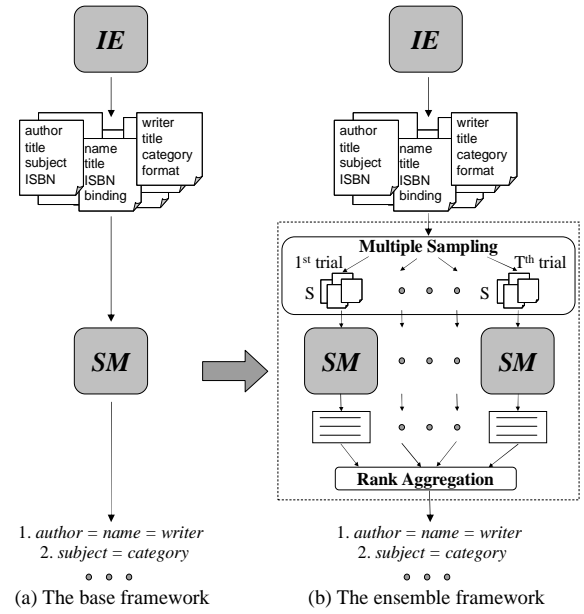 IE
author
title
subject
ISBN
name
title
ISBN
binding
writer
title
category
format
SM
1. author = name = writer
2. subject = category
(a) The base framework
IE
author
title
subject
ISBN
name
title
ISBN
binding
writer
title
category
format
Multiple Sampling
1st trial
Tth trial
S
S
SM
SM
Rank Aggregation
1. author = name = writer
2. subject = category
(b) The ensemble framework